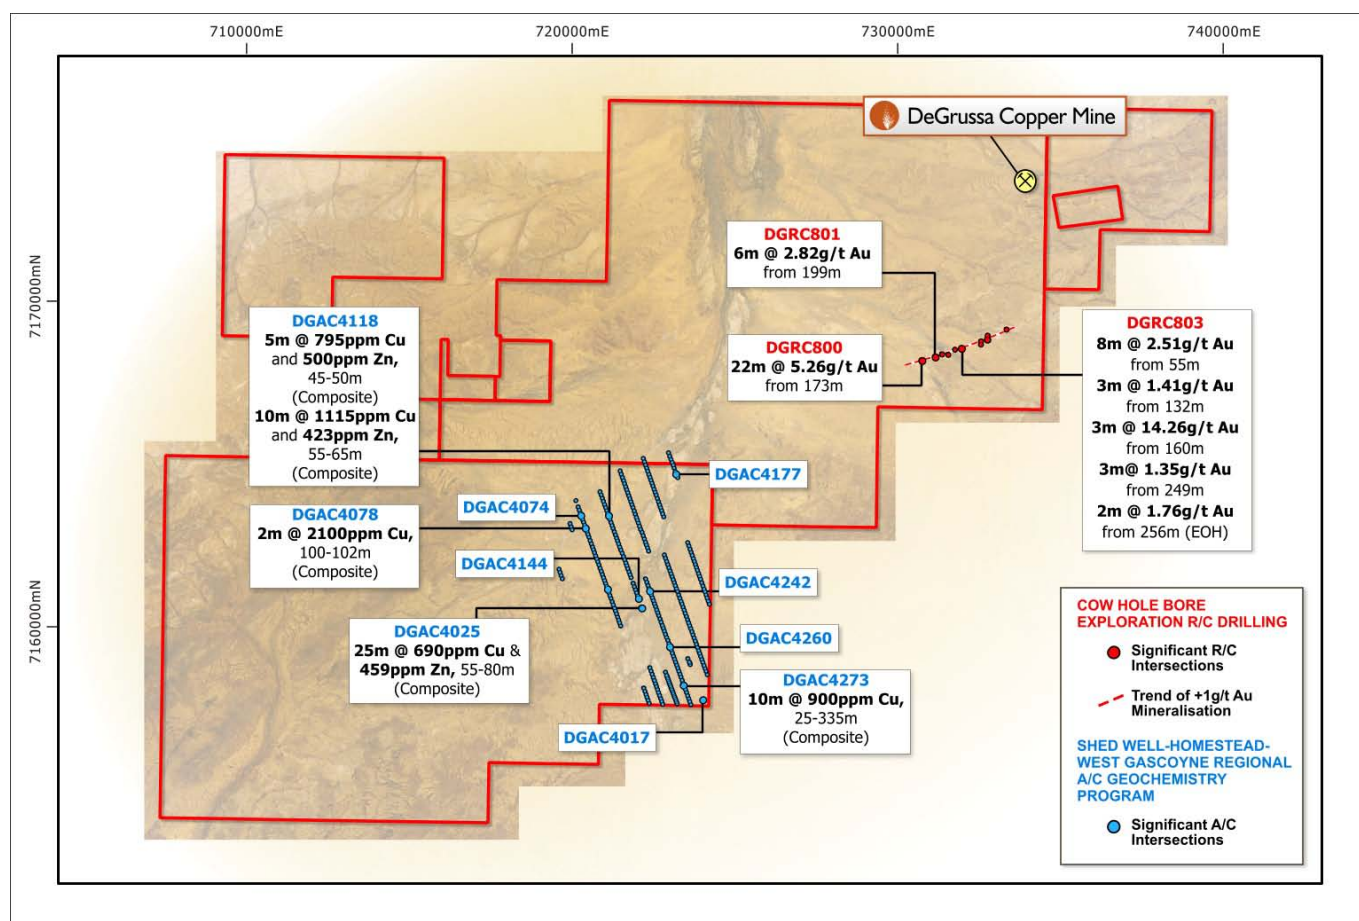 710000mE
720000mE
730000mE
740000mE
7170000mN
7160000mN
DeGrussa Copper Mine
DGRC801
6m @ 2.82g/t Au
from 199m
DGRC800
22m @ 5.26g/t Au
from 173m
DGRC803
8m @ 2.51g/t Au
from 55m
3m @ 1.41g/t Au
from 132m
3m @ 14.26g/t Au
from 160m
3m@ 1.35g/t Au
from 249m
2m @ 1.76g/t Au
from 256m (EOH)
DGAC4118
5m @ 795ppm Cu
and 500ppm Zn,
45-50m
(Composite)
10m @ 1115ppm Cu
and 423ppm Zn,
55-65m
(Composite)
DGAC4177
DGAC4074
DGAC4078
2m @ 2100ppm Cu,
100-102m
(Composite)
DGAC4144
DGAC4242
DGAC4025
25m @ 690ppm Cu &
459ppm Zn, 55-80m
(Composite)
DGAC4260
DGAC4273
10m @ 900ppm Cu,
25-335m
(Composite)
DGAC4017
COW HOLE BORE
EXPLORATION R/C DRILLING
Significant R/C
Intersections
Trend of +1g/t Au
Mineralisation
SHED WELL-HOMESTEAD-
WEST GASCOYNE REGIONAL
A/C GEOCHEMISTRY
PROGRAM
Significant A/C
Intersections